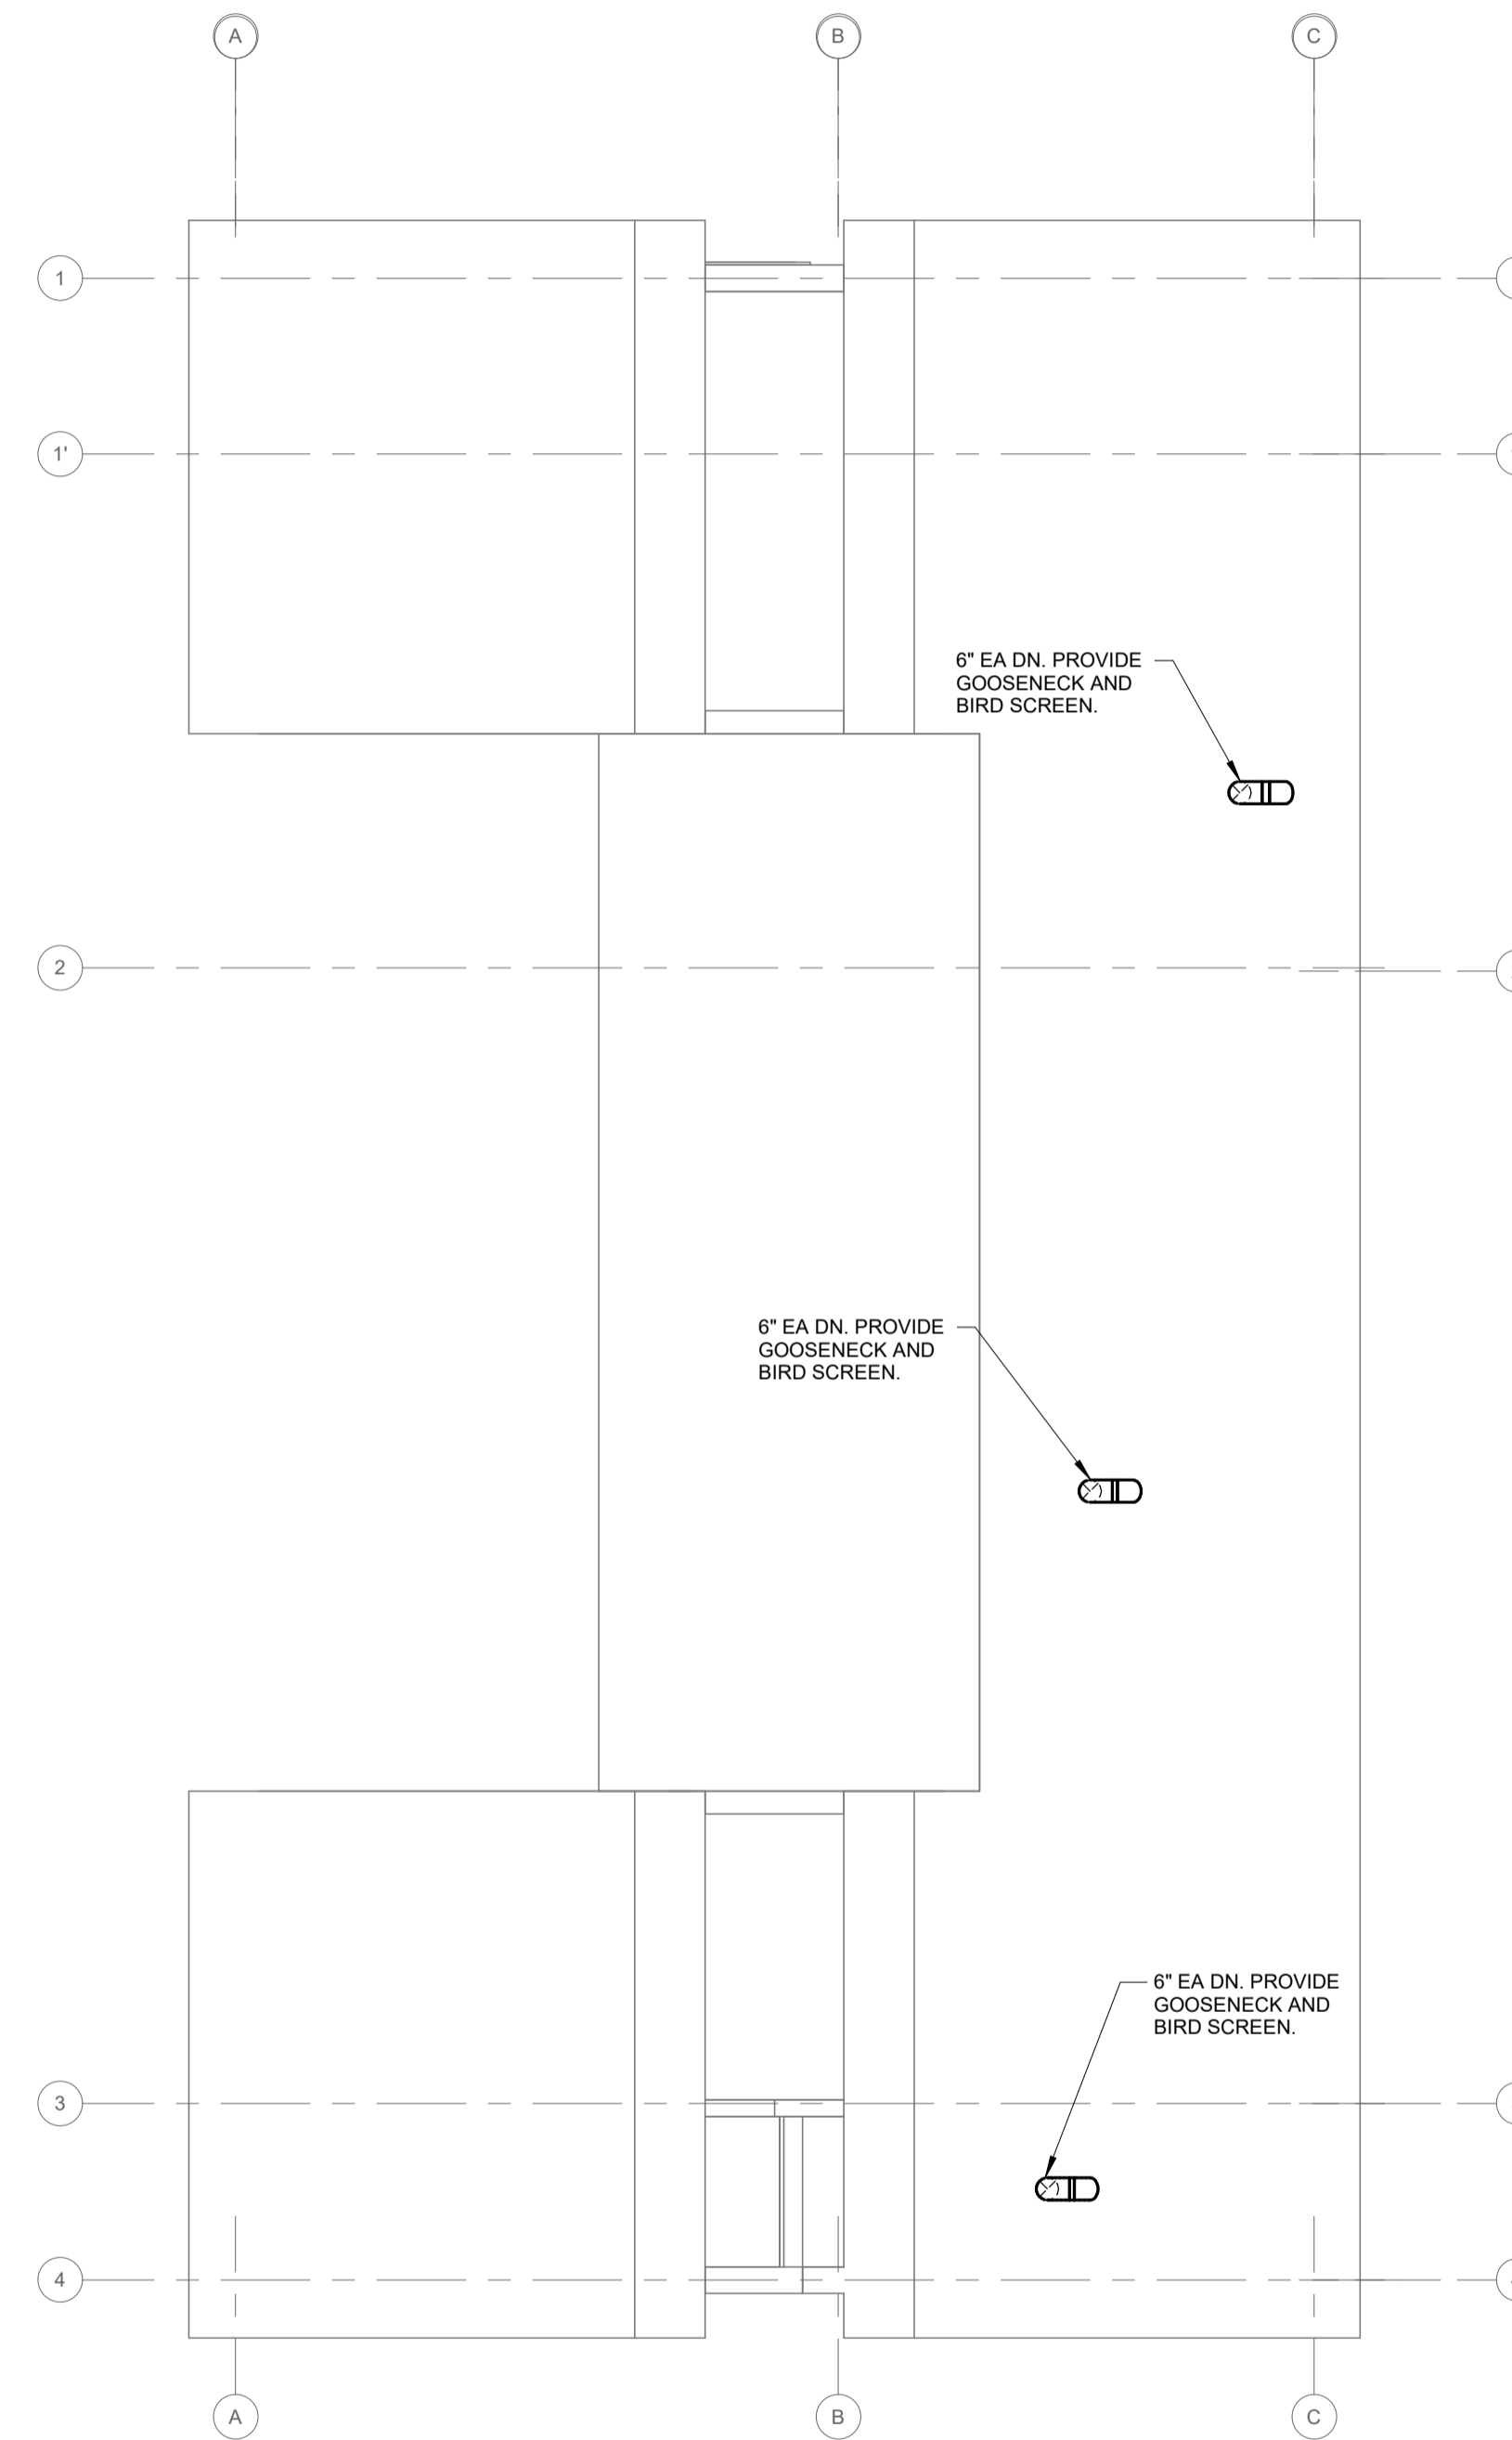 A
B
C
1
1'
6" EA DN. PROVIDE
GOOSENECK AND
BIRD SCREEN.
2
6" EA DN. PROVIDE
GOOSENECK AND
BIRD SCREEN.
6" EA DN. PROVIDE
GOOSENECK AND
BIRD SCREEN.
3
4
A
B
C